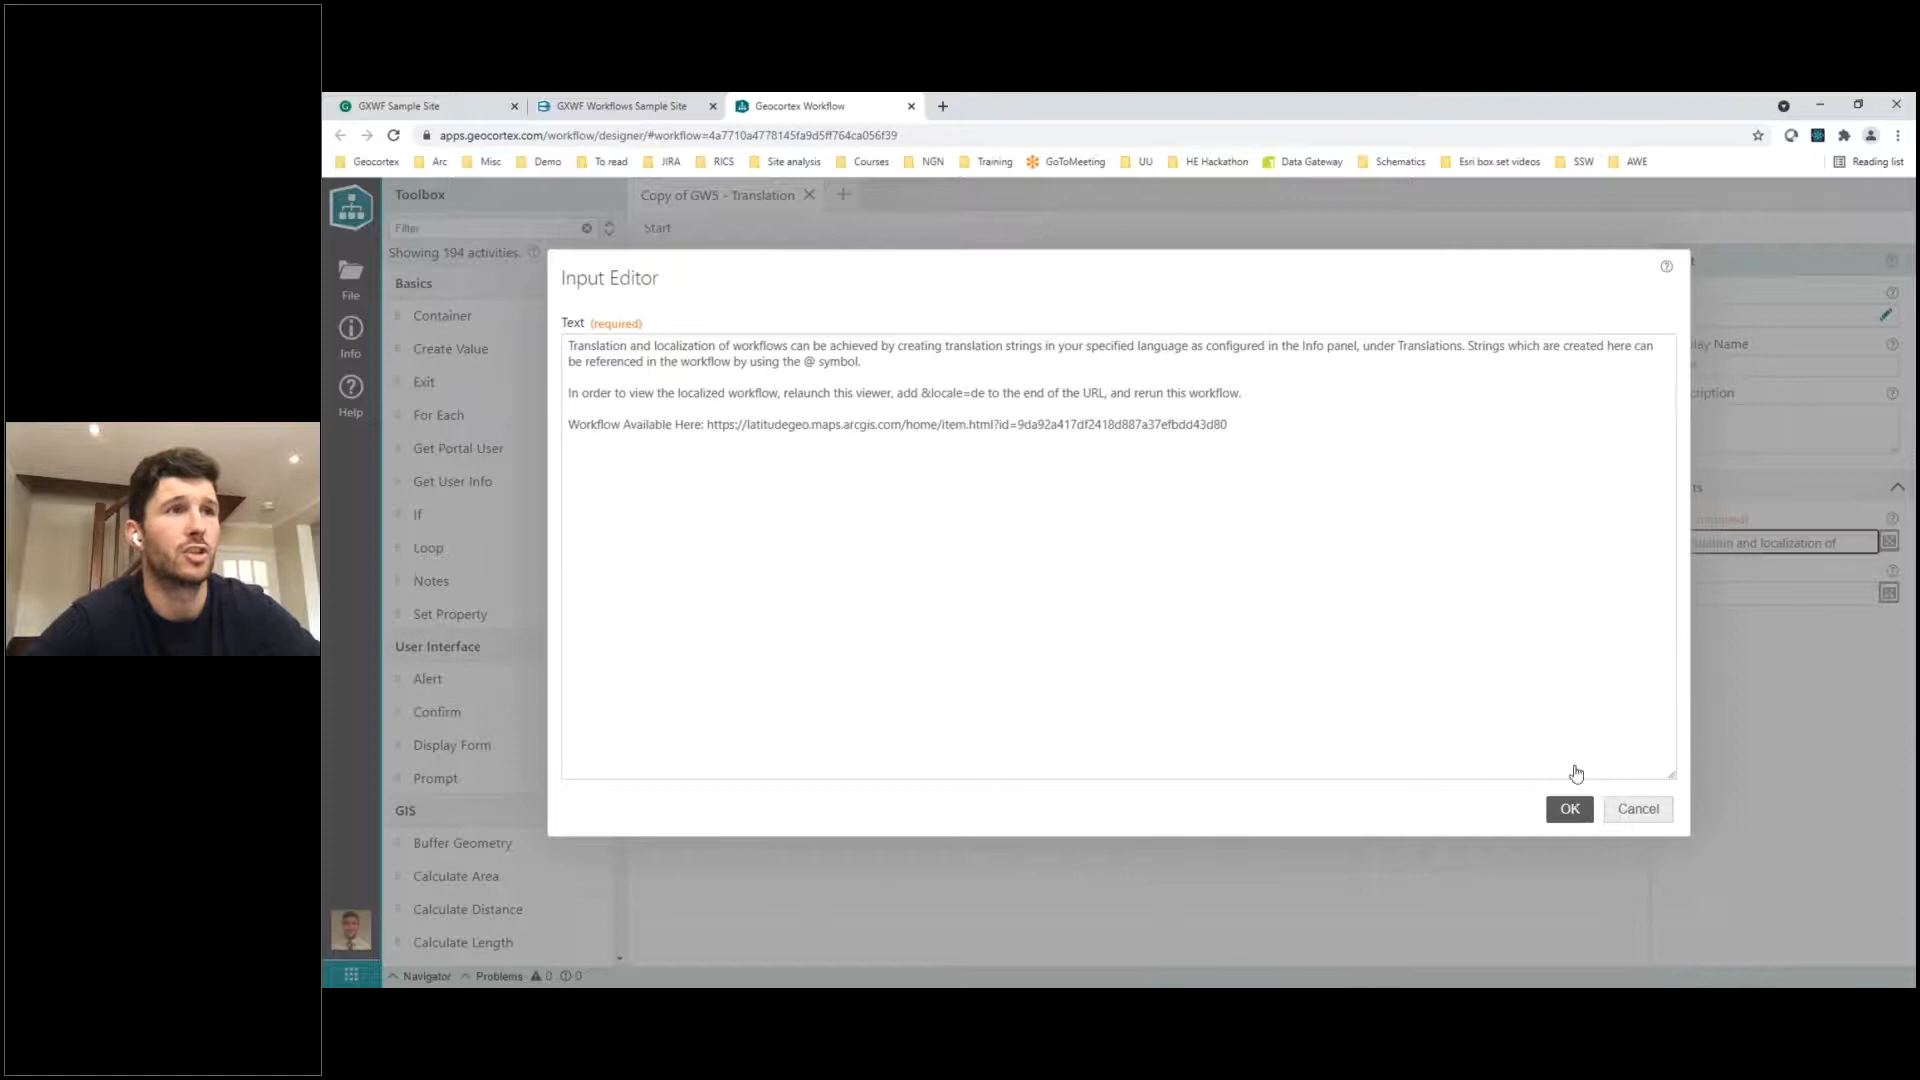 GXWF Sample Site
GXWF Workflows Sample Site
Geocortex Workflow
apps.geocortex.com/workflow/designer/#workflow=4a7710a4778145fa9d5ff764ca056f39
Geocortex Arc Misc Demo To read JIRA RICS Site analysis Courses NGN Training GoToMeeting UU HE Hackathon Data Gateway Schematics Esri box set videos SSW AWE Reading list
Toolbox
Copy of GW5 - Translation
Filter
Start
Showing 194 activities.
File
Info
Help
Basics
Container
Create Value
Exit
For Each
Get Portal User
Get User Info
If
Loop
Notes
Set Property
User Interface
Alert
Confirm
Display Form
Prompt
GIS
Buffer Geometry
Calculate Area
Calculate Distance
Calculate Length
Input Editor
Text (required)
Translation and localization of workflows can be achieved by creating translation strings in your specified language as configured in the Info panel, under Translations. Strings which are created here can
be referenced in the workflow by using the @ symbol.
In order to view the localized workflow, relaunch this viewer, add &locale=de to the end of the URL, and rerun this workflow.
Workflow Available Here: https://latitudegeo.maps.arcgis.com/home/item.html?id=9da92a417df2418d887a37efbdd43d80
OK
Cancel
Name
(required)
and localization of
Navigator Problems 0 0